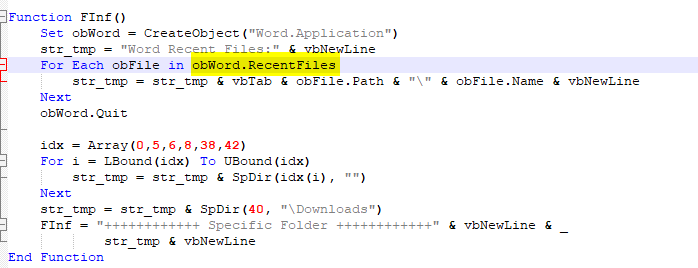 Function FInf()
    Set obWord = CreateObject("Word.Application")
    str_tmp = "Word Recent Files:" & vbNewLine
    For Each obFile in obWord.RecentFiles
        str_tmp = str_tmp & vbTab & obFile.Path & "\" & obFile.Name & vbNewLine
    Next
    obWord.Quit
    idx = Array(0,5,6,8,38,42)
    For i = LBound(idx) To UBound(idx)
        str_tmp = str_tmp & SpDir(idx(i), "")
    Next
    str_tmp = str_tmp & SpDir(40, "\Downloads")
    FInf = "++++++++++++ Specific Folder ++++++++++++" & vbNewLine & _
            str_tmp & vbNewLine
End Function